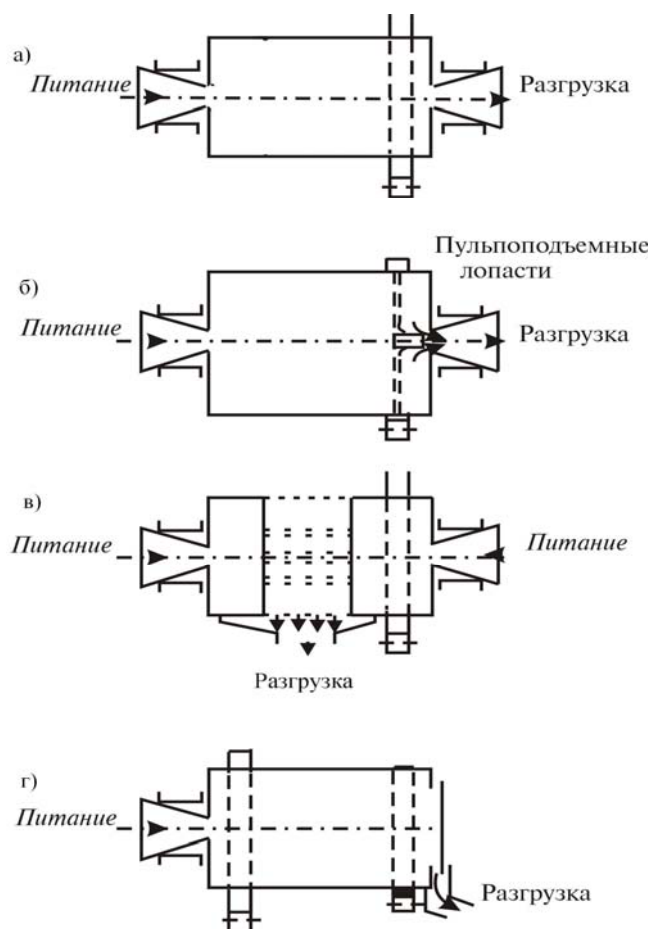 а)
Питание
Разгрузка
Пульпоподъемные
лопасти
б)
Питание
Разгрузка
в)
Питание
Питание
Разгрузка
г)
Питание
Разгрузка